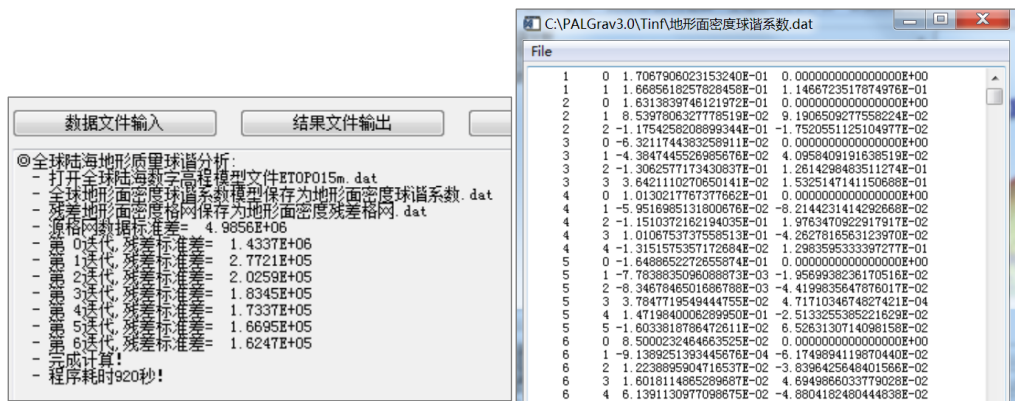 数据文件输入
结果文件输出
◎全球陆海地形质量球谐分析:
- 打开全球陆海数字高程模型文件ETOPO15m.dat
- 全球地形面密度球谐系数模型保存为地形面密度球谐系数.dat
- 残差地形面密度格网保存为地形面密度残差格网.dat
- 源格网数据标准差= 4.9856E+06
- 第 0迭代,残差标准差= 1.4337E+06
- 第 1迭代,残差标准差= 2.7721E+05
- 第 2迭代,残差标准差= 2.0259E+05
- 第 3迭代,残差标准差= 1.8345E+05
- 第 4迭代,残差标准差= 1.7337E+05
- 第 5迭代,残差标准差= 1.6695E+05
- 第 6迭代,残差标准差= 1.6247E+05
- 完成计算!
- 程序耗时920秒!
C:\PALGrav3.0\Tinf\地形面密度球谐系数.dat
File
1 0 1.7067906023153240E-01 0.0000000000000000E+00
1 1 1.6685618257828458E-01 1.1466723517874976E-01
2 0 1.6313839746121972E-01 0.0000000000000000E+00
2 1 8.5397806327778519E-02 9.1906509277558224E-02
2 2 -1.1754258208899344E-01 -1.7520551125104977E-02
3 0 -6.3211744383258911E-02 0.0000000000000000E+00
3 1 -4.3847445526985676E-02 4.0958409191638519E-02
3 2 -1.3062577173430837E-01 1.2614298483511274E-01
3 3 3.6421110270650141E-02 1.5325147141150688E-01
4 0 1.0130217767377662E-01 0.0000000000000000E+00
4 1 -5.9516985131800676E-02 -8.2144231414292668E-02
4 2 -1.1510372162194035E-01 1.9763470922917917E-02
4 3 1.0106753737558513E-01 -4.2627816563123970E-02
4 4 -1.3151575357172684E-02 1.2983595333397277E-01
5 0 -1.6488652272655874E-01 0.0000000000000000E+00
5 1 -7.7838835096088873E-03 -1.9569938236170516E-02
5 2 -8.3467846501686788E-03 -4.4199835647876017E-02
5 3 3.7847719549444755E-02 4.7171034674827421E-04
5 4 1.4719840006289950E-01 -2.5133255385221629E-02
5 5 -1.6033818786472611E-02 6.5263130714098158E-02
6 0 8.5000232464663525E-02 0.0000000000000000E+00
6 1 -9.1389251393445676E-04 -6.1749894119870440E-02
6 2 1.2238895904716537E-02 -3.8396425648401566E-02
6 3 1.6018114865289687E-02 4.6949866033779028E-02
6 4 6.1391130977098675E-02 -4.8804182480444838E-02